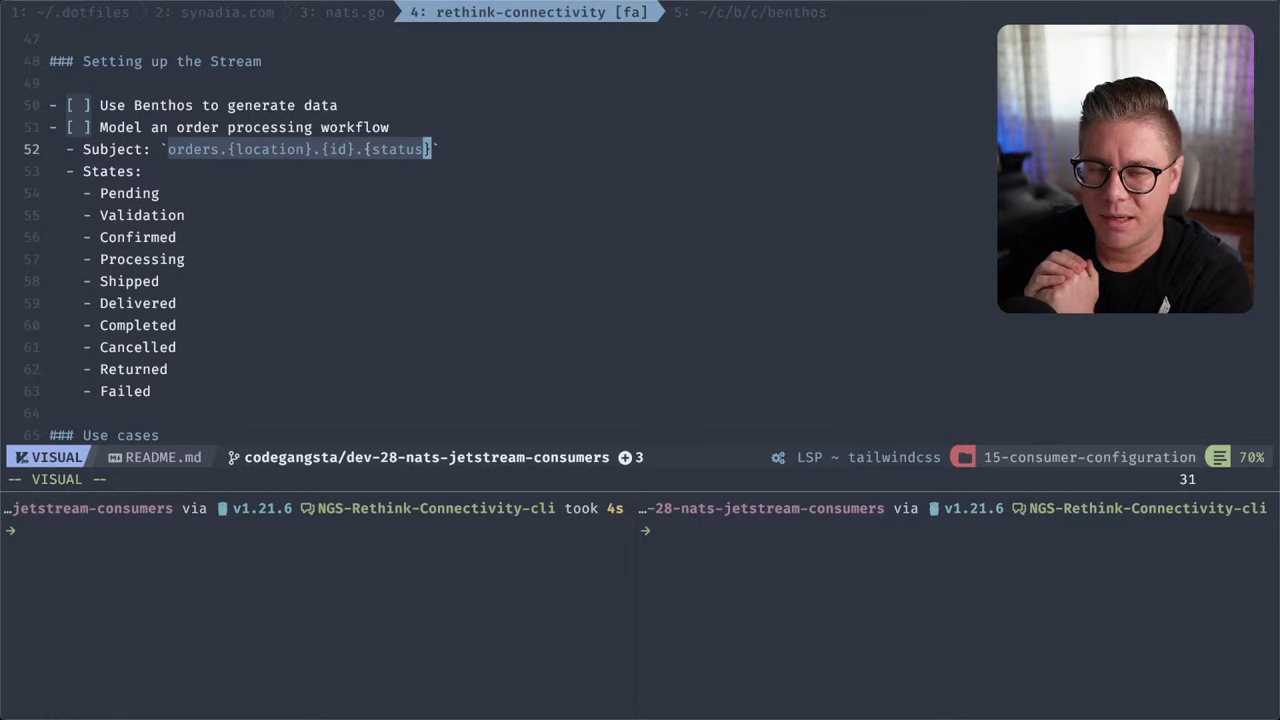 1: ~/.dotfiles 2: synadia.com 3: nats.go 4: rethink-connectivity [fa] 5: ~/c/b/c/benthos
47
48 ### Setting up the Stream
49
50 - [ ] Use Benthos to generate data
51 - [ ] Model an order processing workflow
52 - Subject: `orders.{location}.{id}.{status}`
53 - States:
54 - Pending
55 - Validation
56 - Confirmed
57 - Processing
58 - Shipped
59 - Delivered
60 - Completed
61 - Cancelled
62 - Returned
63 - Failed
64
65 ### Use cases
VISUAL README.md codegangsta/dev-28-nats-jetstream-consumers 3 LSP ~ tailwindcss 15-consumer-configuration 70%
-- VISUAL -- 31
…jetstream-consumers via v1.21.6 NGS-Rethink-Connectivity-cli took 4s
→
…-28-nats-jetstream-consumers via v1.21.6 NGS-Rethink-Connectivity-cli
→